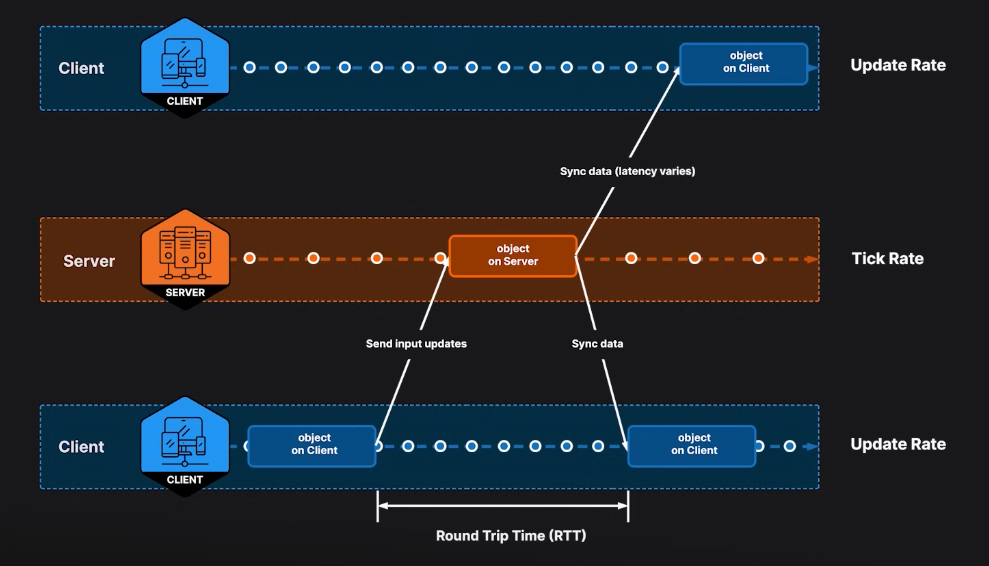 Client
CLIENT
object
on Client
Update Rate
Sync data (latency varies)
Server
SERVER
object
on Server
Tick Rate
Send input updates
Sync data
Client
CLIENT
object
on Client
object
on Client
Update Rate
Round Trip Time (RTT)